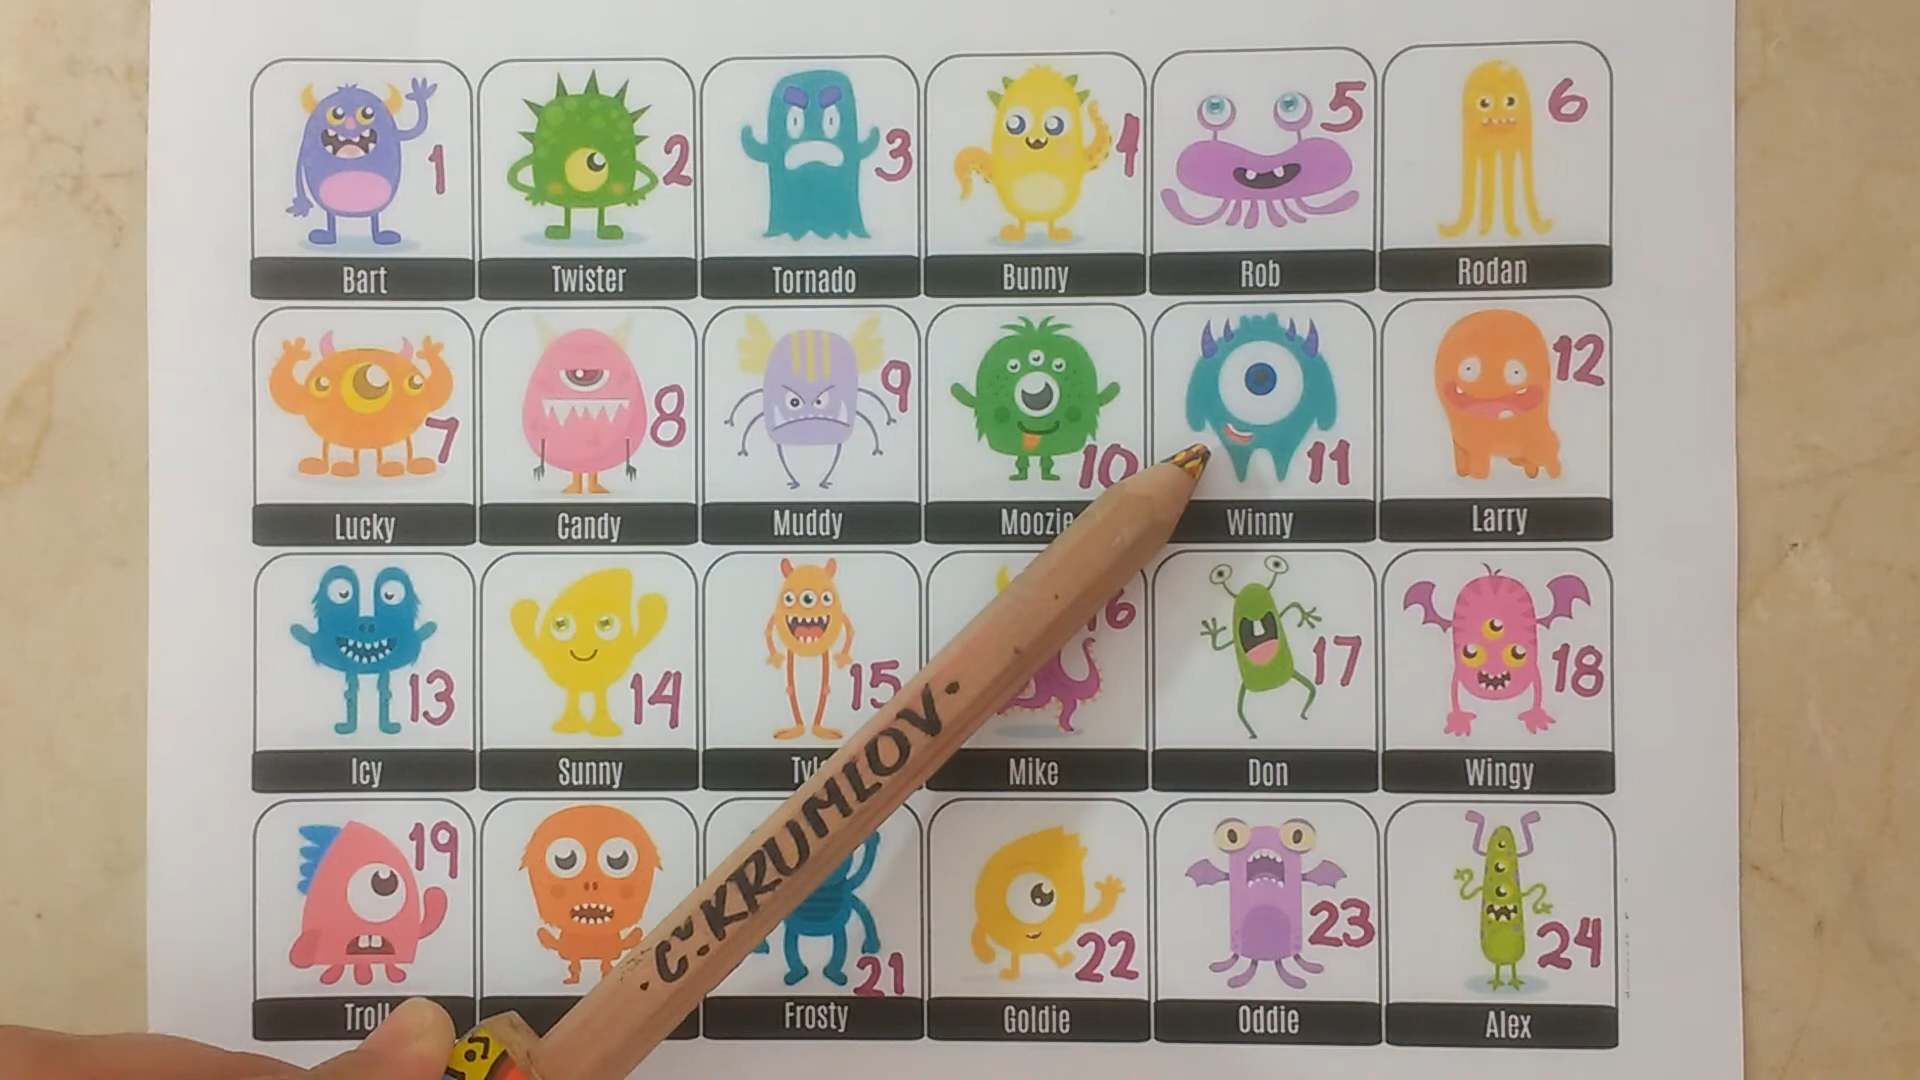 1 2 3 4 5 6
Bart Twister Tornado Bunny Rob Rodan
7 8 9 10 11 12
Lucky Candy Muddy Moozie Winny Larry
13 14 15 16 17 18
Icy Sunny Mike Don Wingy
19 21 22 23 24
Troll Frosty Goldie Oddie Alex
.Č.KRUMLOV.